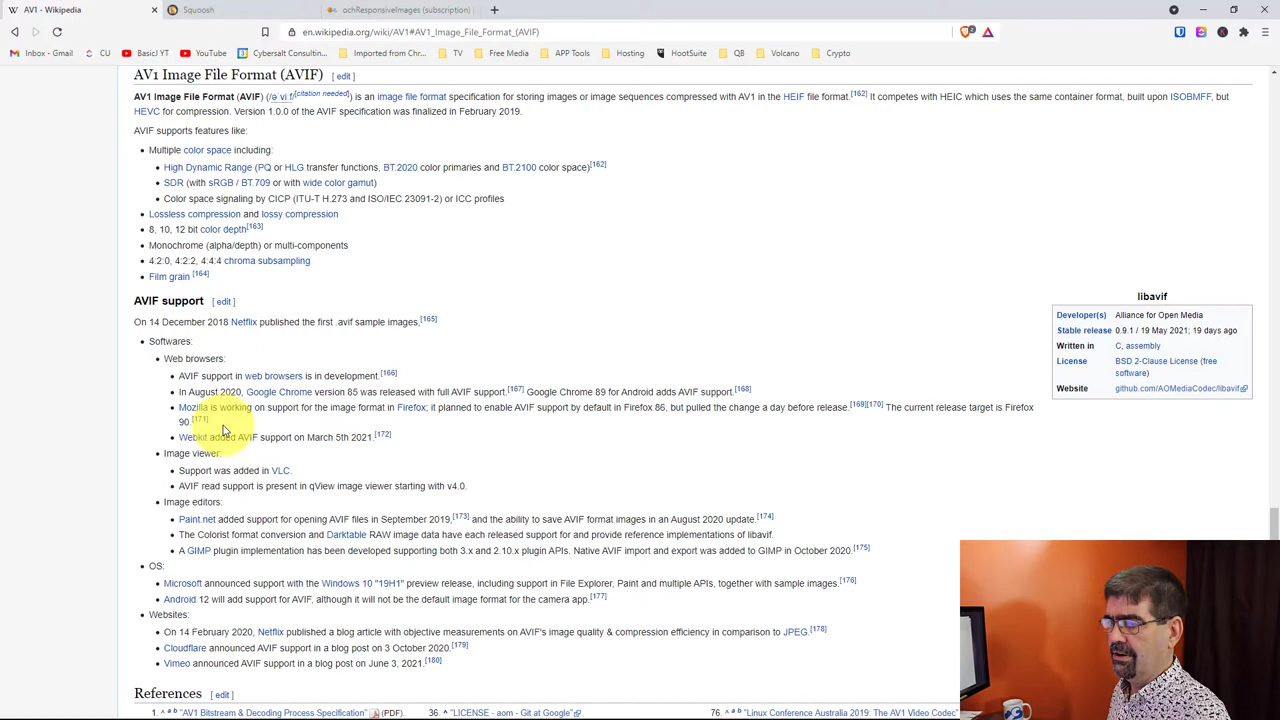 AV1 - Wikipedia
Squoosh
ochResponsiveImages (subscription)
en.wikipedia.org/wiki/AV1#AV1_Image_File_Format_(AVIF)
Inbox - Gmail
CU
BasicJ YT
YouTube
Cybersalt Consultin...
Imported from Chr...
TV
Free Media
APP Tools
Hosting
HootSuite
QB
Volcano
Crypto
AV1 Image File Format (AVIF) [ edit ]
AV1 Image File Format (AVIF) (/əˈviːf/[citation needed]) is an image file format specification for storing images or image sequences compressed with AV1 in the HEIF file format.[162] It competes with HEIC which uses the same container format, built upon ISOBMFF, but
HEVC for compression. Version 1.0.0 of the AVIF specification was finalized in February 2019.
AVIF supports features like:
• Multiple color space including:
• High Dynamic Range (PQ or HLG transfer functions, BT.2020 color primaries and BT.2100 color space)[162]
• SDR (with sRGB / BT.709 or with wide color gamut)
• Color space signaling by CICP (ITU-T H.273 and ISO/IEC 23091-2) or ICC profiles
• Lossless compression and lossy compression
• 8, 10, 12 bit color depth[163]
• Monochrome (alpha/depth) or multi-components
• 4:2:0, 4:2:2, 4:4:4 chroma subsampling
• Film grain [164]
AVIF support [ edit ]
On 14 December 2018 Netflix published the first .avif sample images,[165]
• Softwares:
• Web browsers:
• AVIF support in web browsers is in development.[166]
• In August 2020, Google Chrome version 85 was released with full AVIF support.[167] Google Chrome 89 for Android adds AVIF support.[168]
• Mozilla is working on support for the image format in Firefox; it planned to enable AVIF support by default in Firefox 86, but pulled the change a day before release.[169][170] The current release target is Firefox
90.[171]
• Webkit added AVIF support on March 5th 2021.[172]
• Image viewer:
• Support was added in VLC.
• AVIF read support is present in qView image viewer starting with v4.0.
• Image editors:
• Paint.net added support for opening AVIF files in September 2019,[173] and the ability to save AVIF format images in an August 2020 update.[174]
• The Colorist format conversion and Darktable RAW image data have each released support for and provide reference implementations of libavif.
• A GIMP plugin implementation has been developed supporting both 3.x and 2.10.x plugin APIs. Native AVIF import and export was added to GIMP in October 2020.[175]
• OS:
• Microsoft announced support with the Windows 10 "19H1" preview release, including support in File Explorer, Paint and multiple APIs, together with sample images.[176]
• Android 12 will add support for AVIF, although it will not be the default image format for the camera app.[177]
• Websites:
• On 14 February 2020, Netflix published a blog article with objective measurements on AVIF's image quality & compression efficiency in comparison to JPEG.[178]
• Cloudflare announced AVIF support in a blog post on 3 October 2020.[179]
• Vimeo announced AVIF support in a blog post on June 3, 2021.[180]
libavif
Developer(s) Alliance for Open Media
Stable release 0.9.1 / 19 May 2021; 19 days ago
Written in C, assembly
License BSD 2-Clause License (free
software)
Website github.com/AOMediaCodec/libavif
References [ edit ]
1. ^ a b "AV1 Bitstream & Decoding Process Specification" (PDF).
36. ^ "LICENSE - aom - Git at Google".
76. ^ a b "Linux Conference Australia 2019: The AV1 Video Codec"